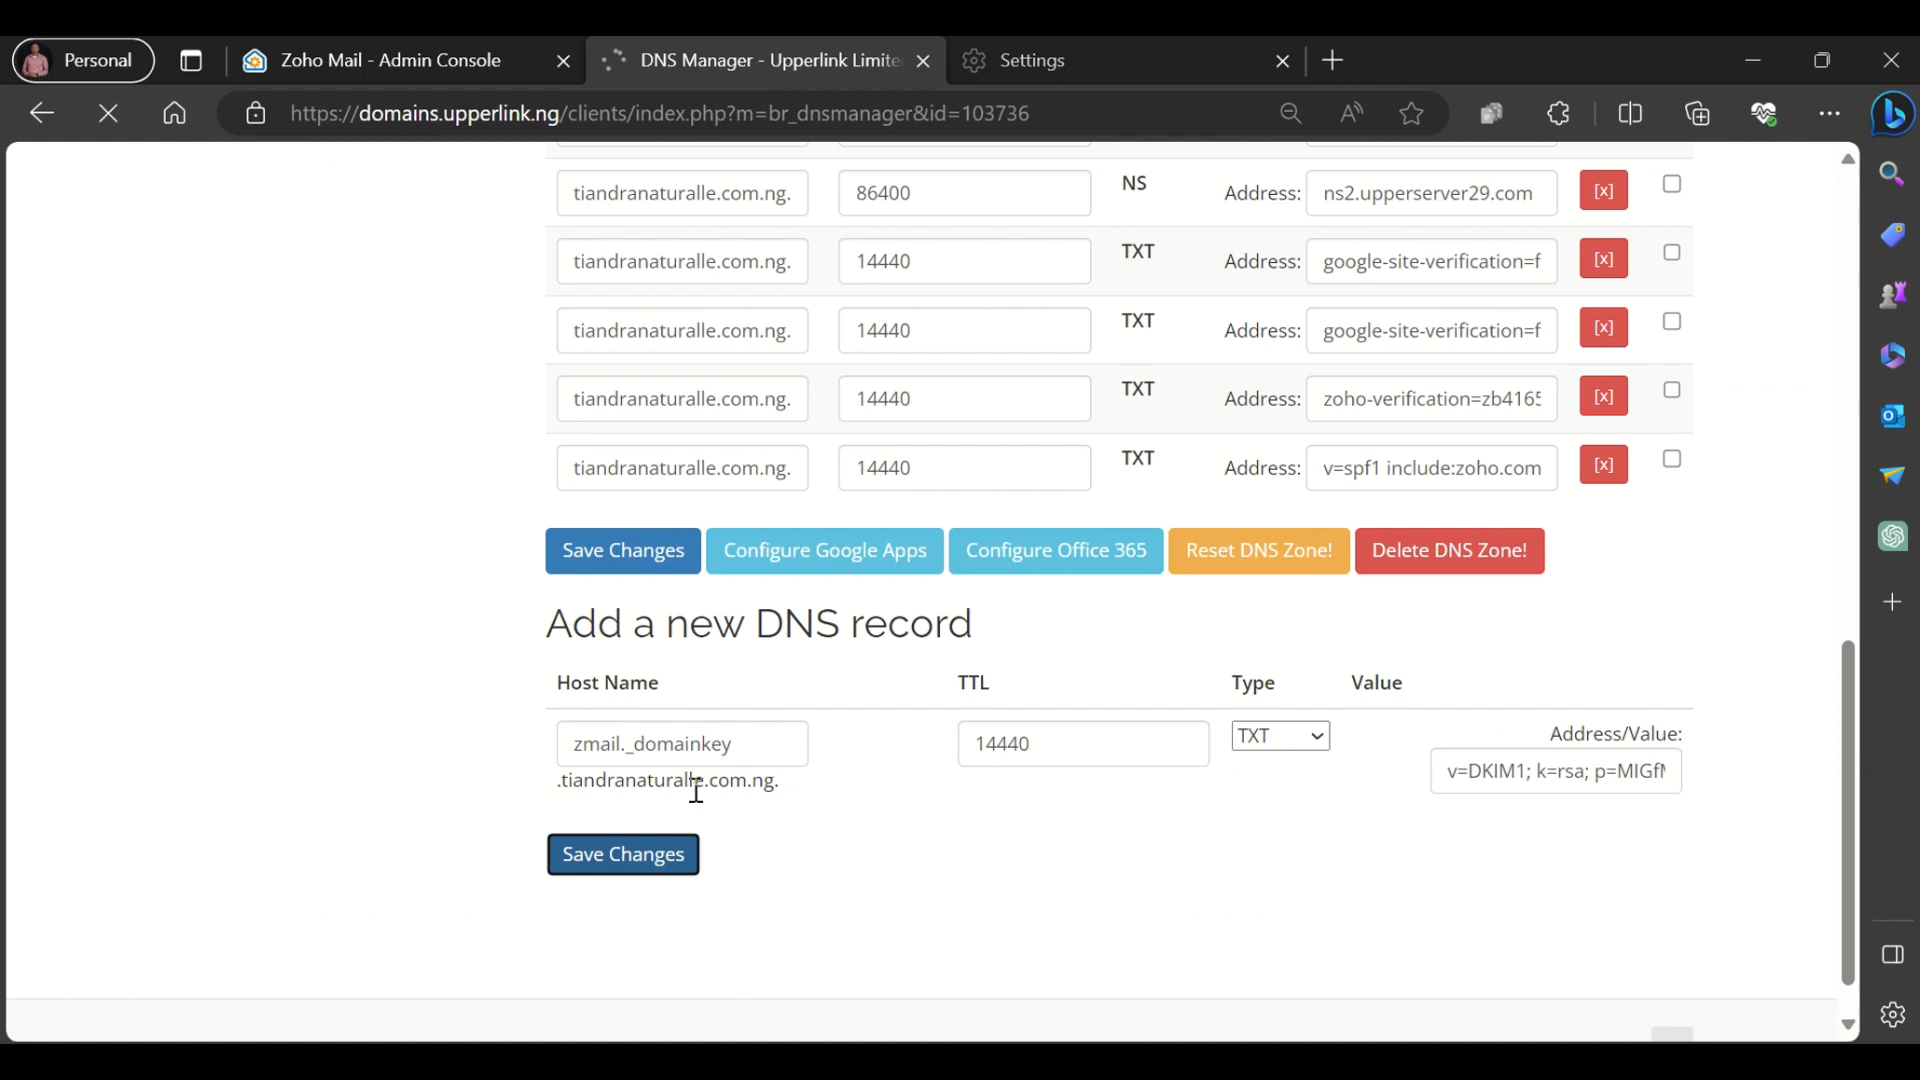 Personal
Zoho Mail - Admin Console
DNS Manager - Upperlink Limite
Settings
https://domains.upperlink.ng/clients/index.php?m=br_dnsmanager&id=103736
tiandranaturalle.com.ng. 86400 NS Address: ns2.upperserver29.com [x]
tiandranaturalle.com.ng. 14440 TXT Address: google-site-verification=f [x]
tiandranaturalle.com.ng. 14440 TXT Address: google-site-verification=f [x]
tiandranaturalle.com.ng. 14440 TXT Address: zoho-verification=zb4165 [x]
tiandranaturalle.com.ng. 14440 TXT Address: v=spf1 include:zoho.com [x]
Save Changes Configure Google Apps Configure Office 365 Reset DNS Zone! Delete DNS Zone!
Add a new DNS record
Host Name TTL Type Value
zmail._domainkey 14440 TXT Address/Value:
.tiandranaturalle.com.ng. v=DKIM1; k=rsa; p=MIGfM
Save Changes